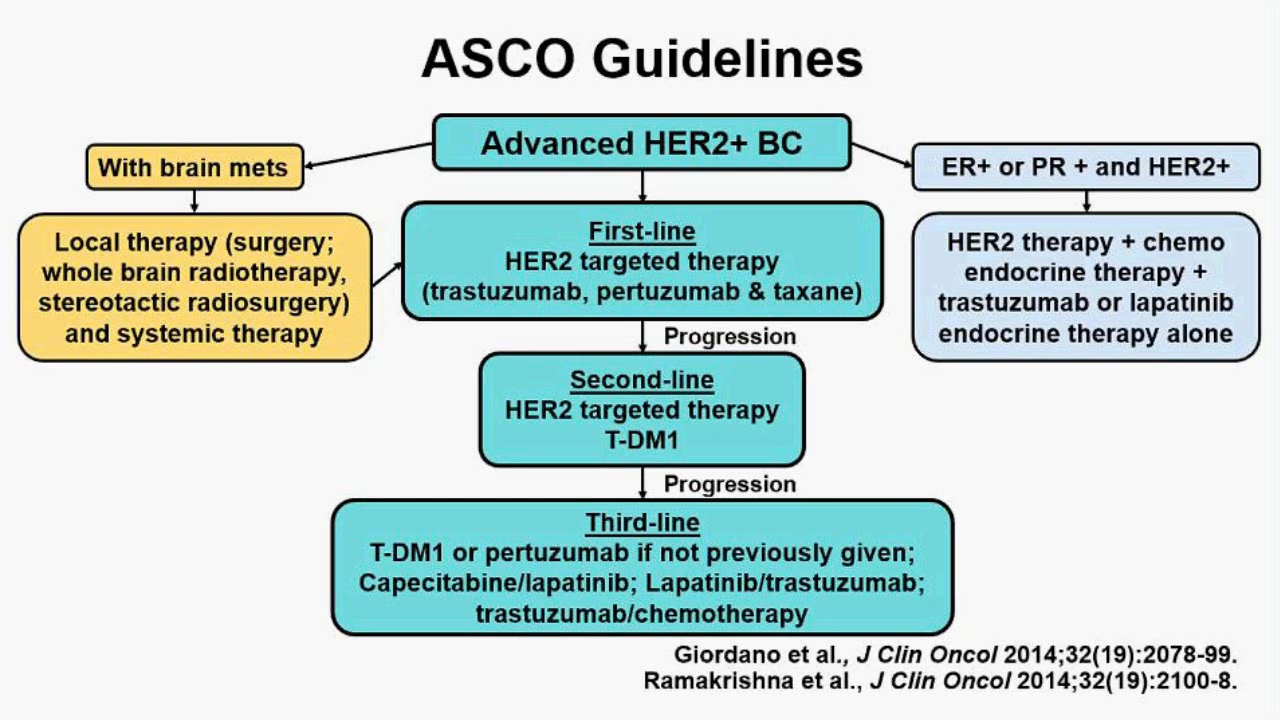 ASCO Guidelines
Advanced HER2+ BC
With brain mets
ER+ or PR + and HER2+
Local therapy (surgery;
whole brain radiotherapy,
stereotactic radiosurgery)
and systemic therapy
First-line
HER2 targeted therapy
(trastuzumab, pertuzumab & taxane)
HER2 therapy + chemo
endocrine therapy +
trastuzumab or lapatinib
endocrine therapy alone
Progression
Second-line
HER2 targeted therapy
T-DM1
Progression
Third-line
T-DM1 or pertuzumab if not previously given;
Capecitabine/lapatinib; Lapatinib/trastuzumab;
trastuzumab/chemotherapy
Giordano et al., J Clin Oncol 2014;32(19):2078-99.
Ramakrishna et al., J Clin Oncol 2014;32(19):2100-8.